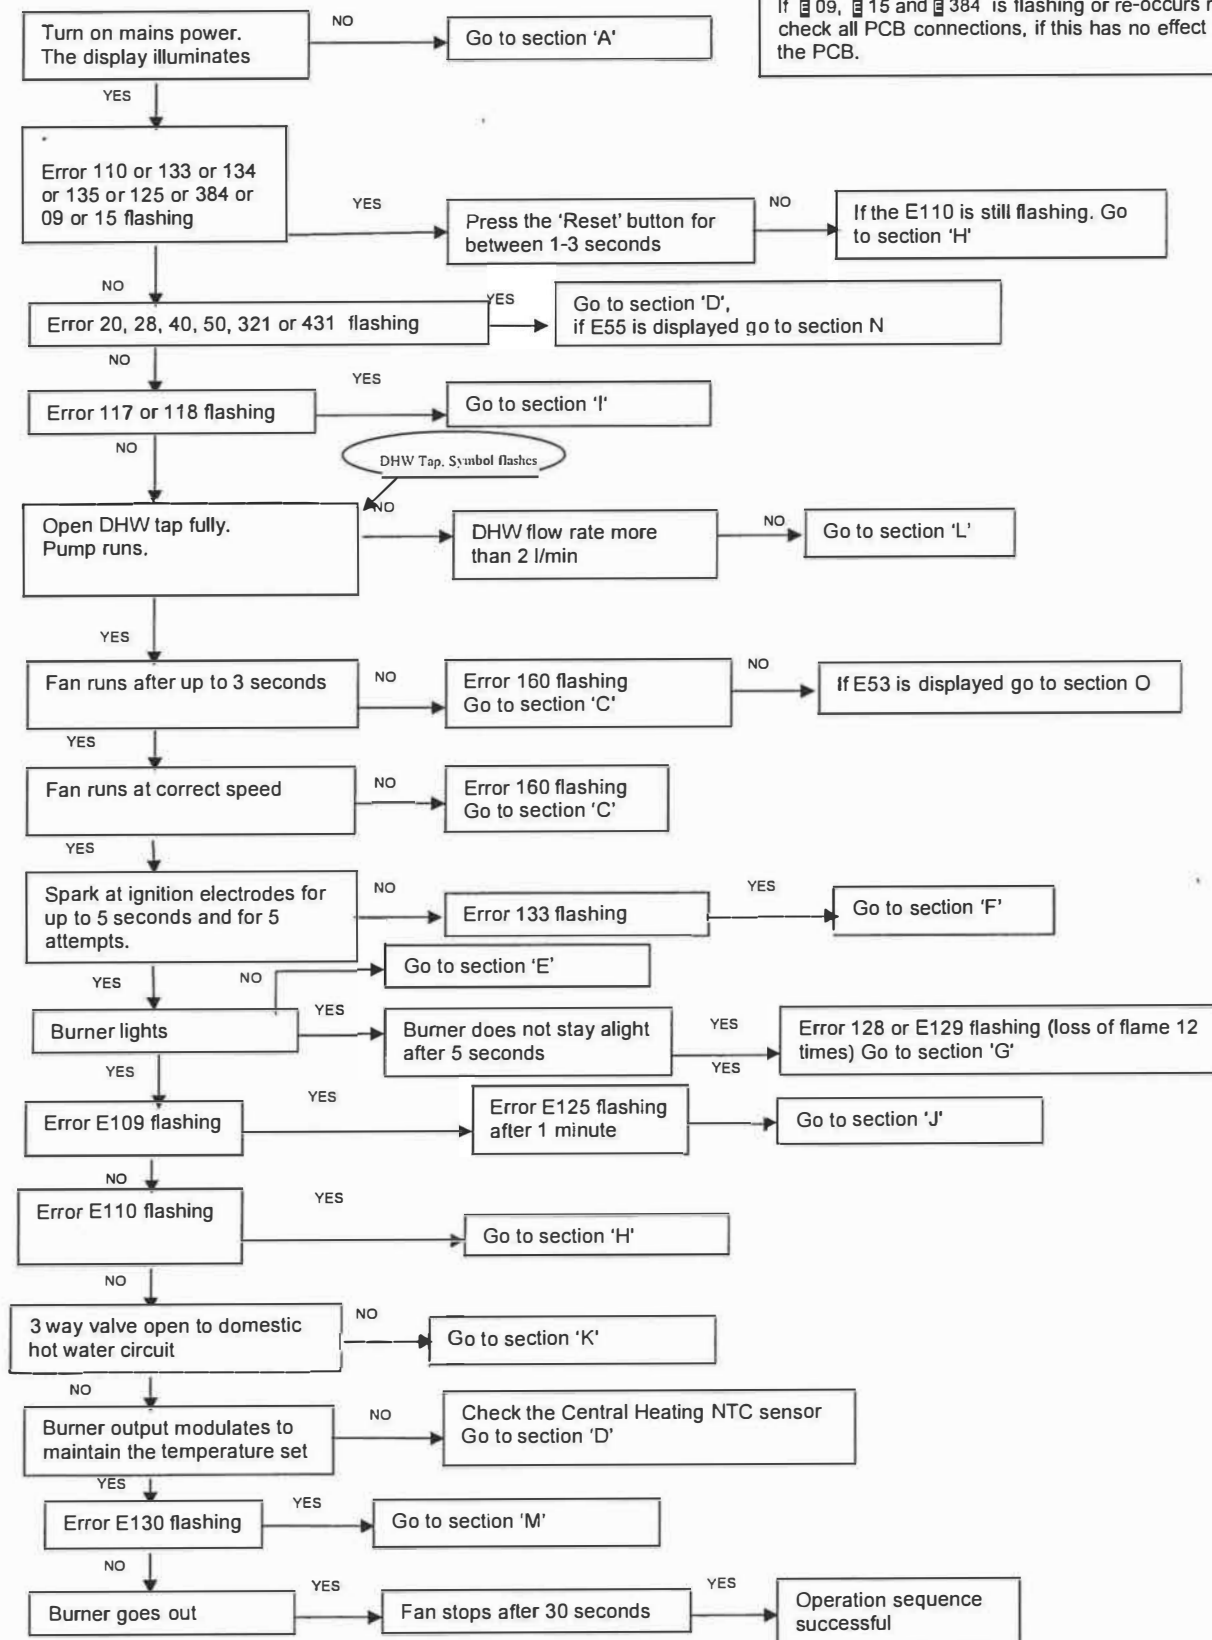 If E 09, E 15 and E 384 is flashing or re-occurs
check all PCB connections, if this has no effect
the PCB.
Turn on mains power.
The display illuminates
NO
Go to section 'A'
YES
Error 110 or 133 or 134
or 135 or 125 or 384 or
09 or 15 flashing
YES
Press the 'Reset' button for
between 1-3 seconds
NO
If the E110 is still flashing. Go
to section 'H'
NO
Error 20, 28, 40, 50, 321 or 431 flashing
YES
Go to section 'D',
if E55 is displayed go to section N
NO
Error 117 or 118 flashing
YES
Go to section 'I'
NO
DHW Tap, Symbol flashes
Open DHW tap fully.
Pump runs.
NO
DHW flow rate more
than 2 l/min
NO
Go to section 'L'
YES
Fan runs after up to 3 seconds
NO
Error 160 flashing
Go to section 'C'
NO
If E53 is displayed go to section O
YES
Fan runs at correct speed
NO
Error 160 flashing
Go to section 'C'
YES
Spark at ignition electrodes for
up to 5 seconds and for 5
attempts.
NO
Error 133 flashing
YES
Go to section 'F'
YES
NO
Go to section 'E'
Burner lights
YES
Burner does not stay alight
after 5 seconds
YES
YES
Error 128 or E129 flashing (loss of flame 12
times) Go to section 'G'
YES
Error E109 flashing
YES
Error E125 flashing
after 1 minute
Go to section 'J'
NO
Error E110 flashing
YES
Go to section 'H'
NO
3 way valve open to domestic
hot water circuit
NO
Go to section 'K'
NO
Burner output modulates to
maintain the temperature set
NO
Check the Central Heating NTC sensor
Go to section 'D'
YES
Error E130 flashing
YES
Go to section 'M'
NO
Burner goes out
YES
Fan stops after 30 seconds
YES
Operation sequence
successful